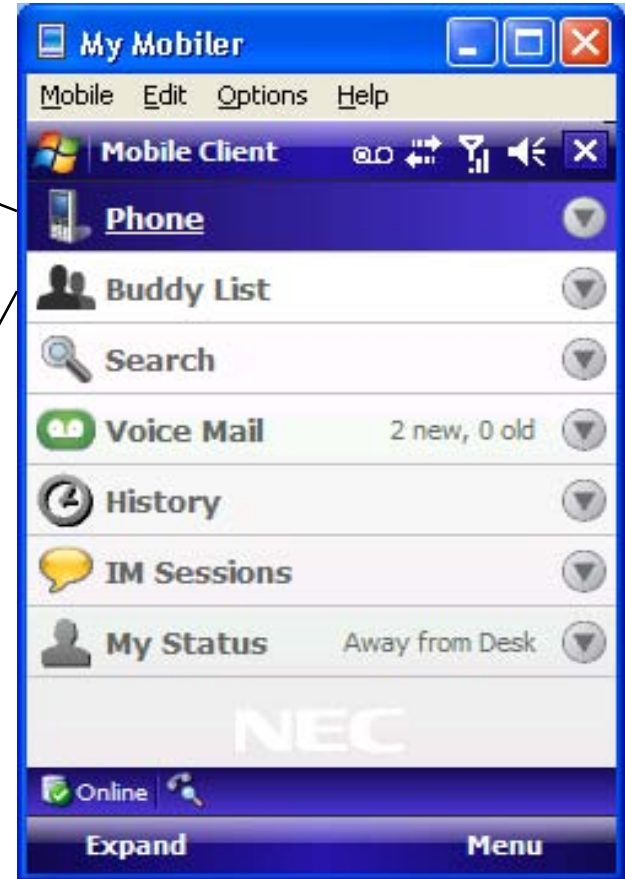 My Mobiler
Mobile Edit Options Help
Mobile Client
Phone
Buddy List
Search
Voice Mail 2 new, 0 old
History
IM Sessions
My Status Away from Desk
NEC
Online
Expand Menu